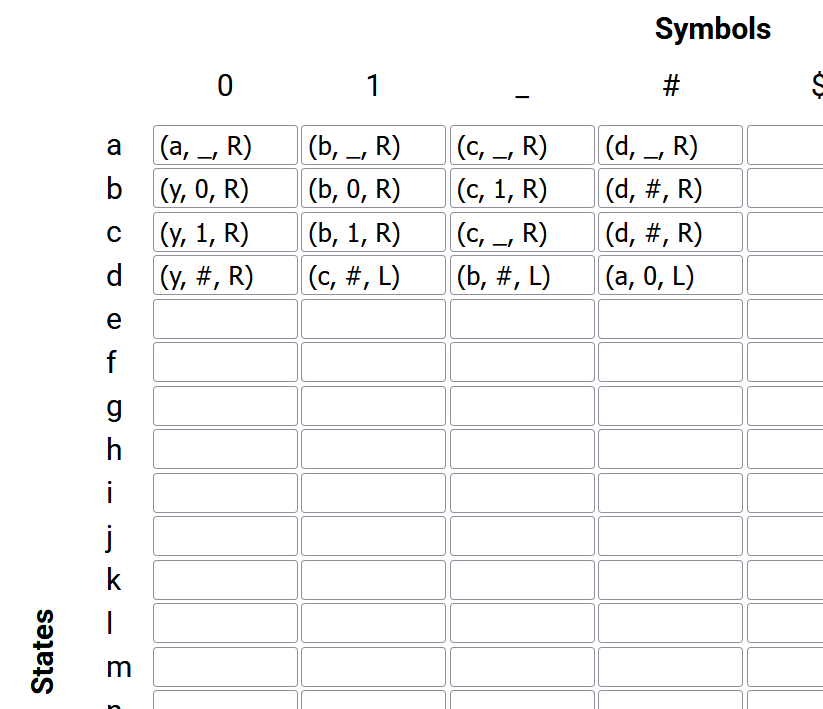 Symbols
0 1 _ # $
a (a, _, R) (b, _, R) (c, _, R) (d, _, R)
b (y, 0, R) (b, 0, R) (c, 1, R) (d, #, R)
c (y, 1, R) (b, 1, R) (c, _, R) (d, #, R)
d (y, #, R) (c, #, L) (b, #, L) (a, 0, L)
e
f
g
h
i
j
k
l
m
n
States